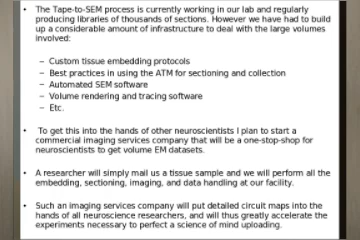 • The Tape-to-SEM process is currently working in our lab and regularly
producing libraries of thousands of sections. However we have had to build
up a considerable amount of infrastructure to deal with the large volumes
involved:
– Custom tissue embedding protocols
– Best practices in using the ATM for sectioning and collection
– Automated SEM software
– Volume rendering and tracing software
– Etc.
• To get this into the hands of other neuroscientists I plan to start a
commercial imaging services company that will be a one-stop-shop for
neuroscientists to get volume EM datasets.
• A researcher will simply mail us a tissue sample and we will perform all the
embedding, sectioning, imaging, and data handling at our facility.
• Such an imaging services company will put detailed circuit maps into the
hands of all neuroscience researchers, and will thus greatly accelerate the
experiments necessary to perfect a science of mind uploading.